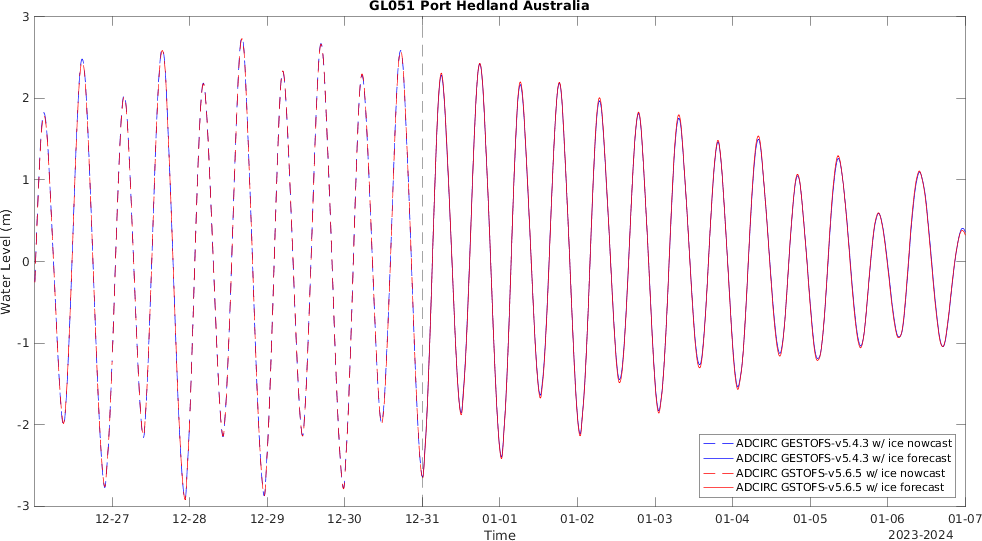 GL051 Port Hedland Australia
3
2
1
0
-1
-2
-3
Water Level (m)
ADCIRC GESTOFS-v5.4.3 w/ ice nowcast
ADCIRC GESTOFS-v5.4.3 w/ ice forecast
ADCIRC GSTOFS-v5.6.5 w/ ice nowcast
ADCIRC GSTOFS-v5.6.5 w/ ice forecast
12-27 12-28 12-29 12-30 12-31 01-01 01-02 01-03 01-04 01-05 01-06 01-07
Time
2023-2024